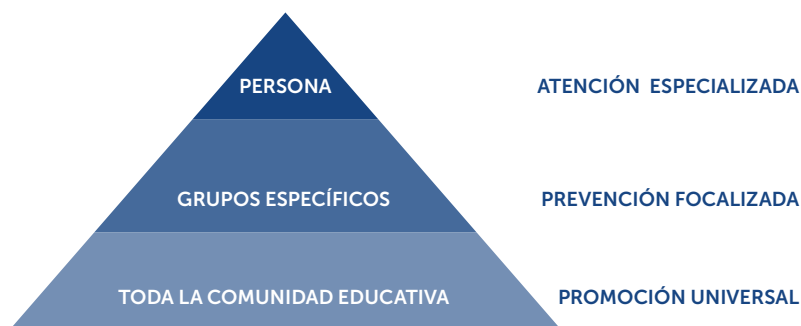 PERSONA
ATENCIÓN ESPECIALIZADA
GRUPOS ESPECÍFICOS
PREVENCIÓN FOCALIZADA
TODA LA COMUNIDAD EDUCATIVA
PROMOCIÓN UNIVERSAL